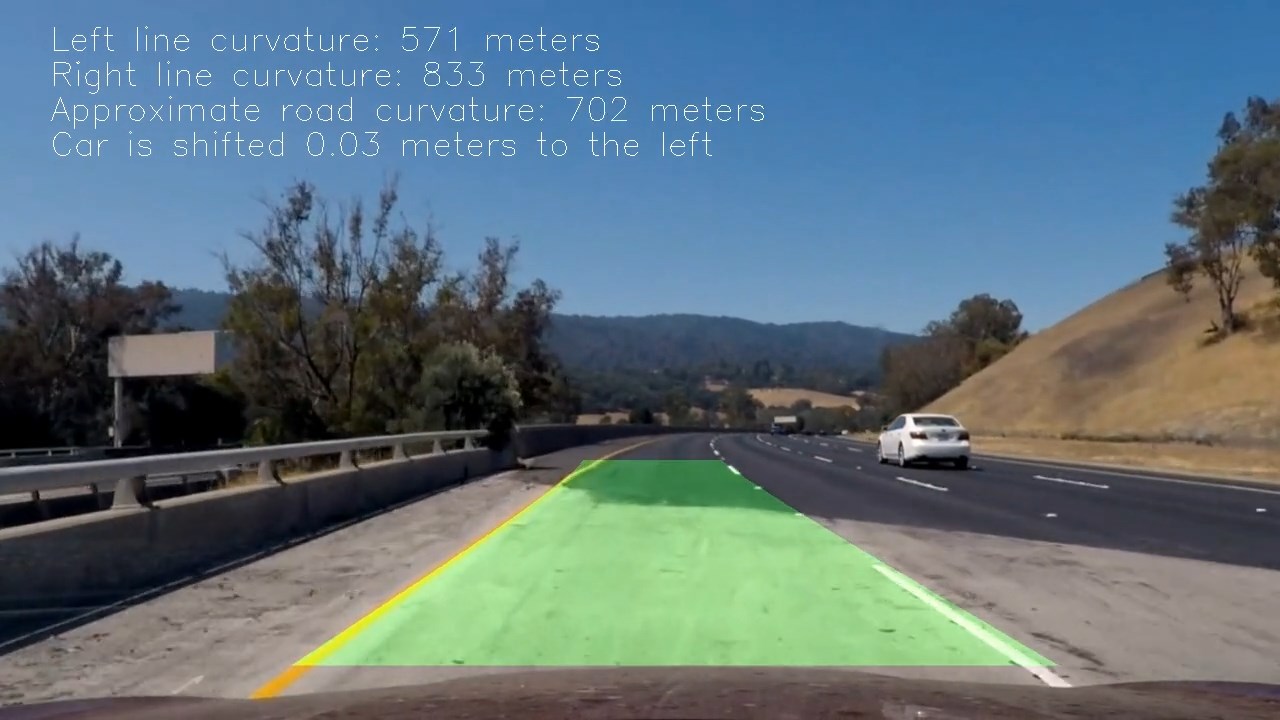 Left line curvature: 571 meters
Right line curvature: 833 meters
Approximate road curvature: 702 meters
Car is shifted 0.03 meters to the left